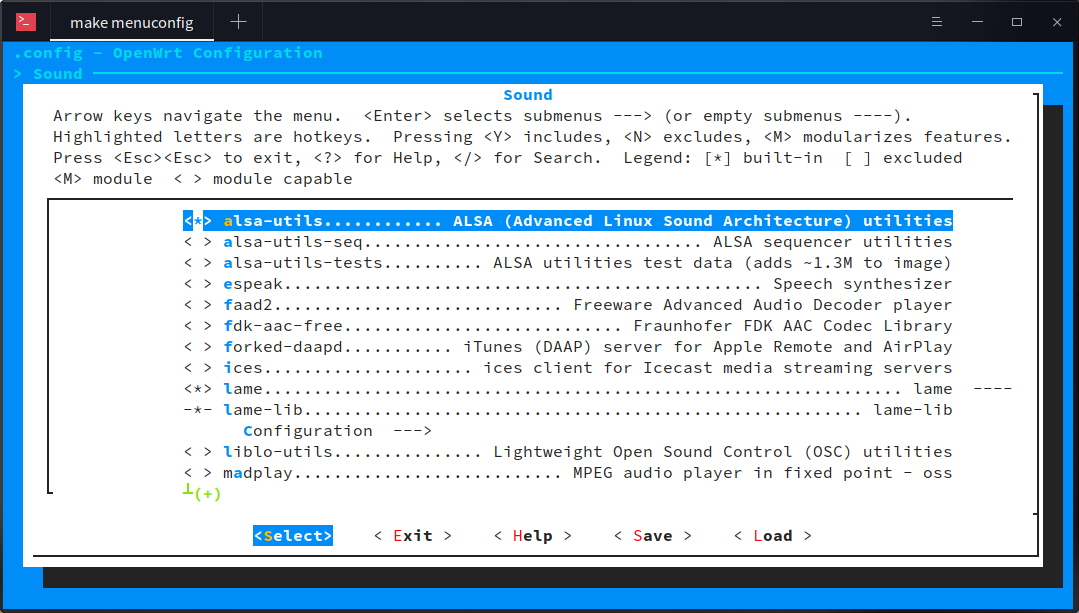 make menuconfig
.config - OpenWrt Configuration
> Sound
Sound
Arrow keys navigate the menu.  <Enter> selects submenus ---> (or empty submenus ----).
Highlighted letters are hotkeys.  Pressing <Y> includes, <N> excludes, <M> modularizes features.
Press <Esc><Esc> to exit, <?> for Help, </> for Search.  Legend: [*] built-in  [ ] excluded
<M> module  < > module capable
<*> alsa-utils............ ALSA (Advanced Linux Sound Architecture) utilities
< > alsa-utils-seq.................................. ALSA sequencer utilities
< > alsa-utils-tests.......... ALSA utilities test data (adds ~1.3M to image)
< > espeak................................................ Speech synthesizer
< > faad2............................. Freeware Advanced Audio Decoder player
< > fdk-aac-free............................ Fraunhofer FDK AAC Codec Library
< > forked-daapd........... iTunes (DAAP) server for Apple Remote and AirPlay
< > ices..................... ices client for Icecast media streaming servers
<*> lame................................................................ lame  ----
-*- lame-lib........................................................ lame-lib
Configuration  --->
< > liblo-utils............... Lightweight Open Sound Control (OSC) utilities
< > madplay........................... MPEG audio player in fixed point - oss
┴(+)
<Select>    < Exit >    < Help >    < Save >    < Load >